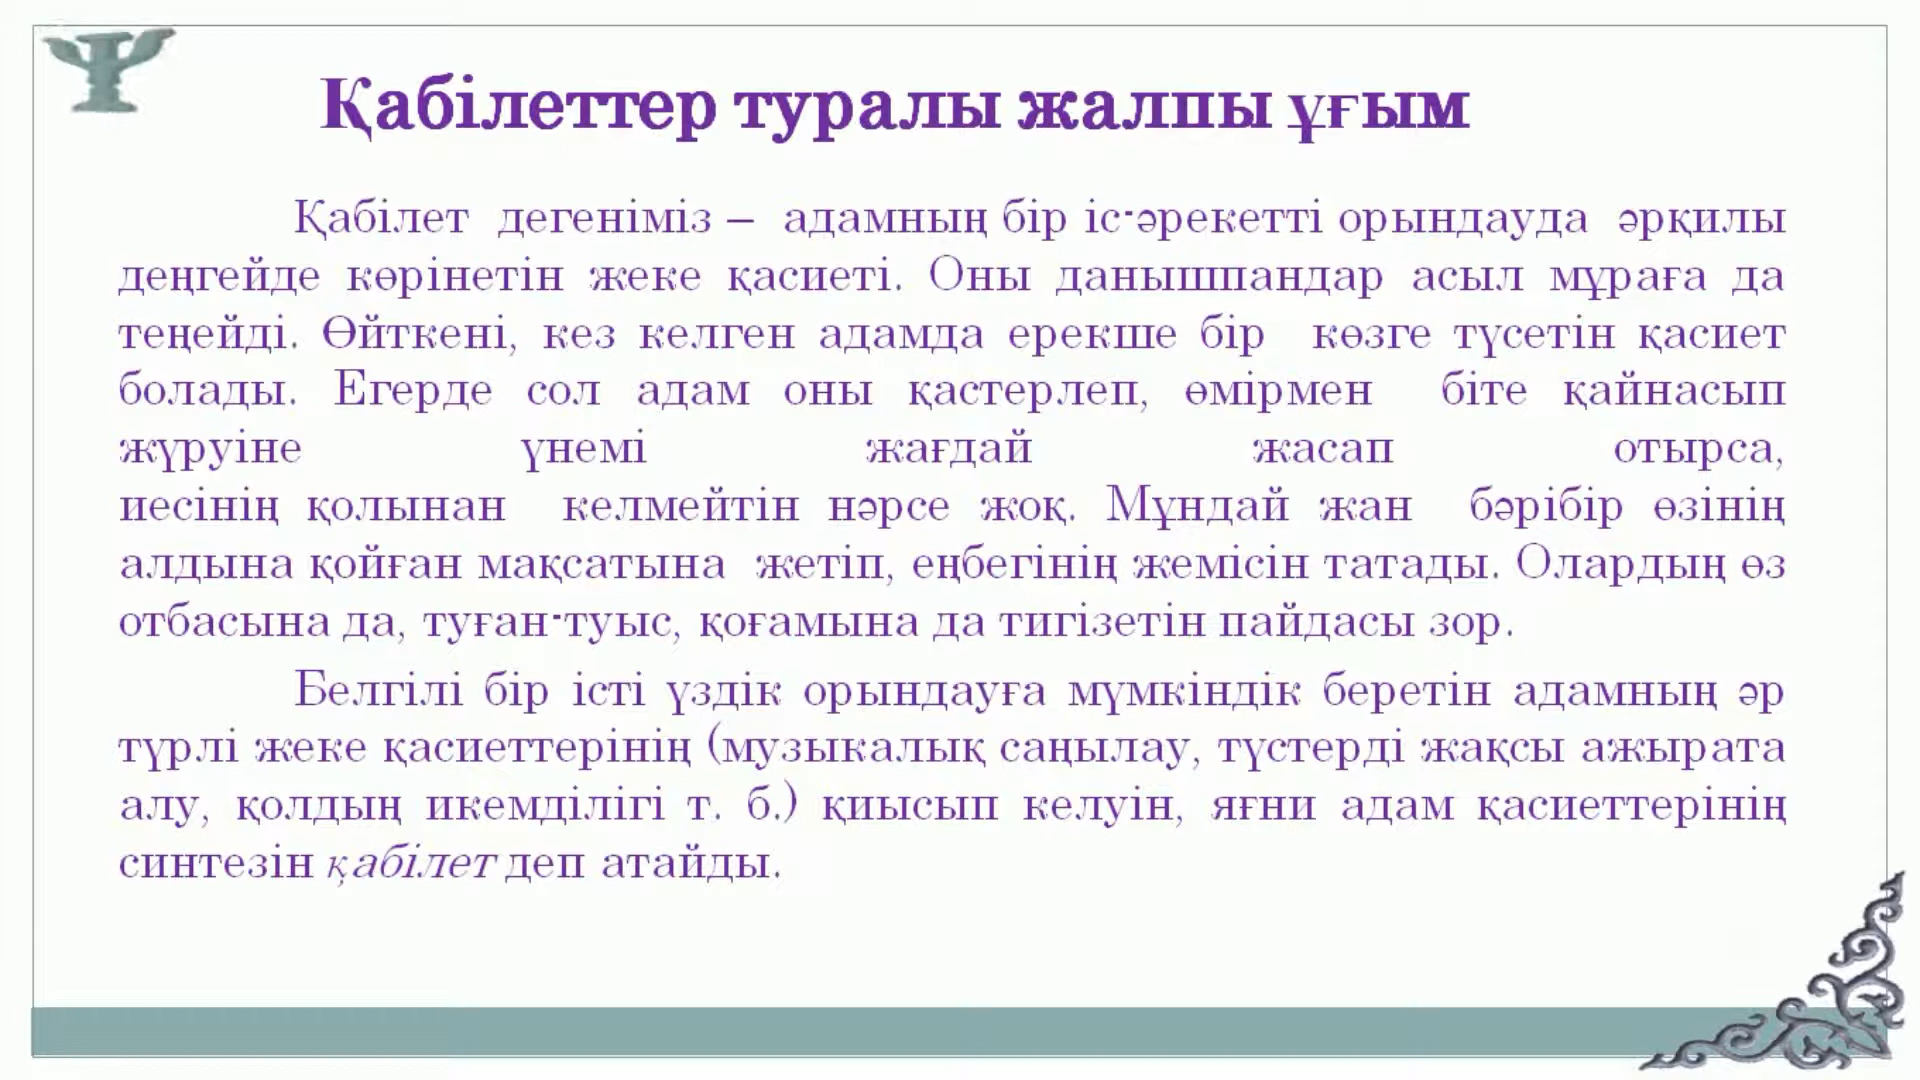 Қабілеттер туралы жалпы ұғым
Қабілет дегеніміз – адамның бір іс-әрекетті орындауда әрқилы
деңгейде көрінетін жеке қасиеті. Оны данышпандар асыл мұраға да
теңейді. Өйткені, кез келген адамда ерекше бір көзге түсетін қасиет
болады. Егерде сол адам оны қастерлеп, өмірмен біте қайнасып
жүруіне үнемі жағдай жасап отырса,
иесінің қолынан келмейтін нәрсе жоқ. Мұндай жан бәрібір өзінің
алдына қойған мақсатына жетіп, еңбегінің жемісін татады. Олардың өз
отбасына да, туған-туыс, қоғамына да тигізетін пайдасы зор.
Белгілі бір істі үздік орындауға мүмкіндік беретін адамның әр
түрлі жеке қасиеттерінің (музыкалық саңылау, түстерді жақсы ажырата
алу, қолдың икемділігі т. б.) қиысып келуін, яғни адам қасиеттерінің
синтезін қабілет деп атайды.